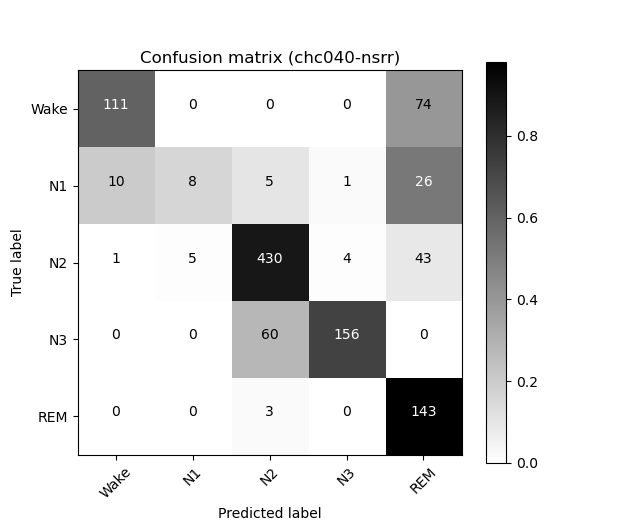 Confusion matrix (chc040-nsrr)
Wake 111 0 0 0 74
N1 10 8 5 1 26
N2 1 5 430 4 43
N3 0 0 60 156 0
REM 0 0 3 0 143
Wake N1 N2 N3 REM
True label
Predicted label
0.8
0.6
0.4
0.2
0.0